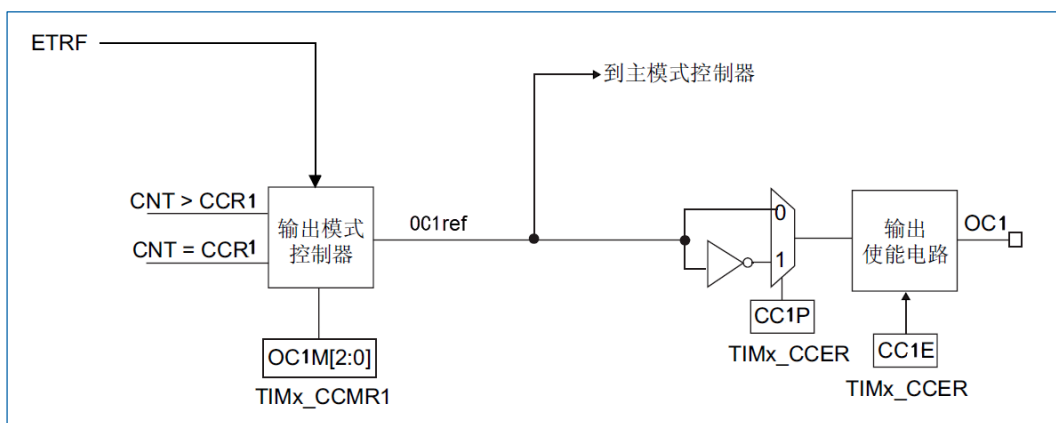 ETRF
到主模式控制器
CNT > CCR1
CNT = CCR1
输出模式
控制器
OC1ref
0
1
输出
使能电路
OC1
CC1P
TIMx_CCER
CC1E
TIMx_CCER
OC1M[2:0]
TIMx_CCMR1